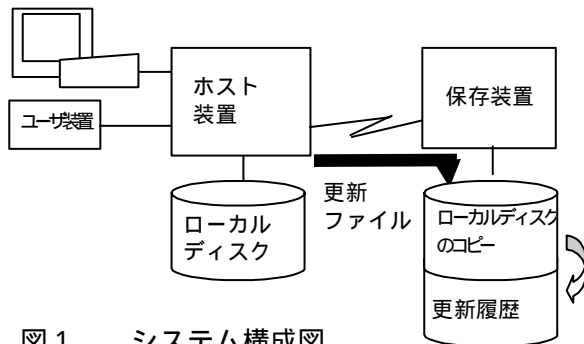 ホスト
装置
保存装置
ユーザ装置
更新
ファイル
ローカル
ディスク
ローカルディスク
のコピー
更新履歴
図1 システム構成図